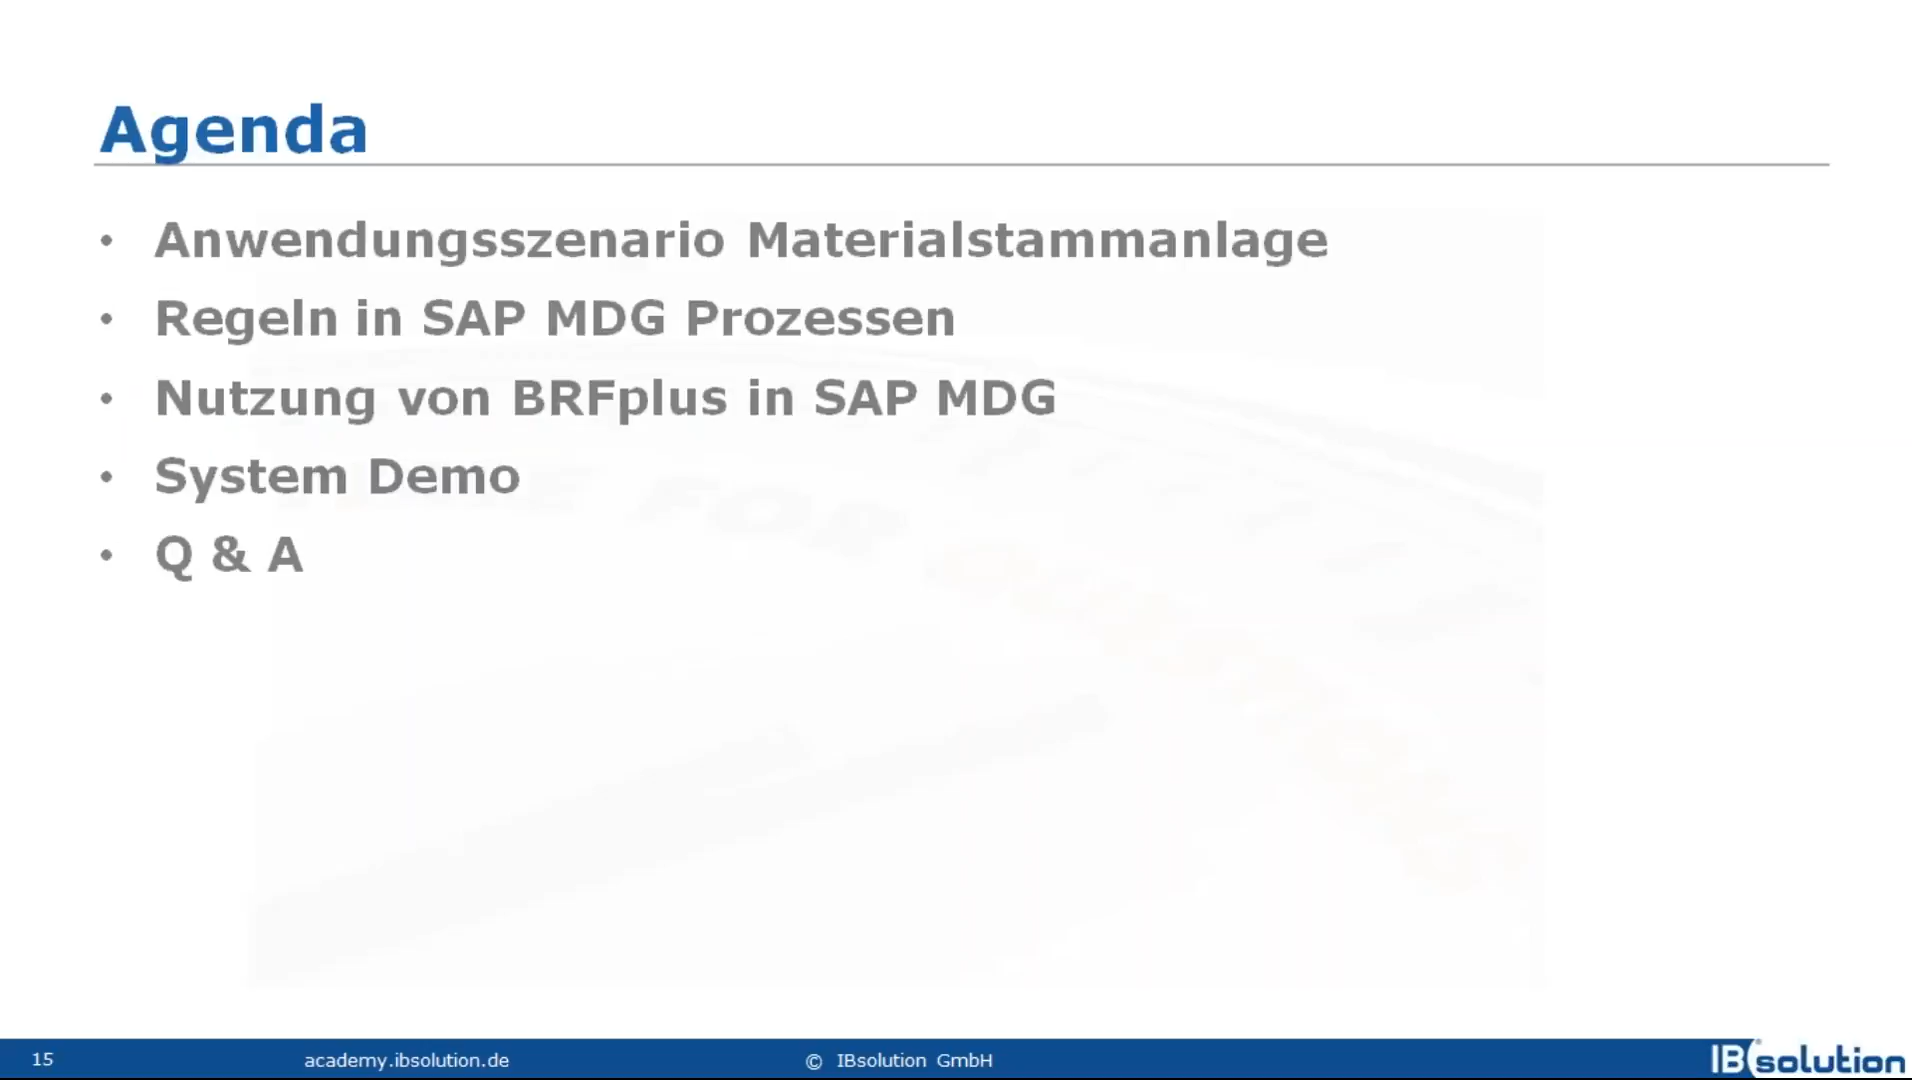 Agenda
• Anwendungsszenario Materialstammanlage
• Regeln in SAP MDG Prozessen
• Nutzung von BRFplus in SAP MDG
• System Demo
• Q & A
FOR
15 academy.ibsolution.de © IBsolution GmbH IBsolution